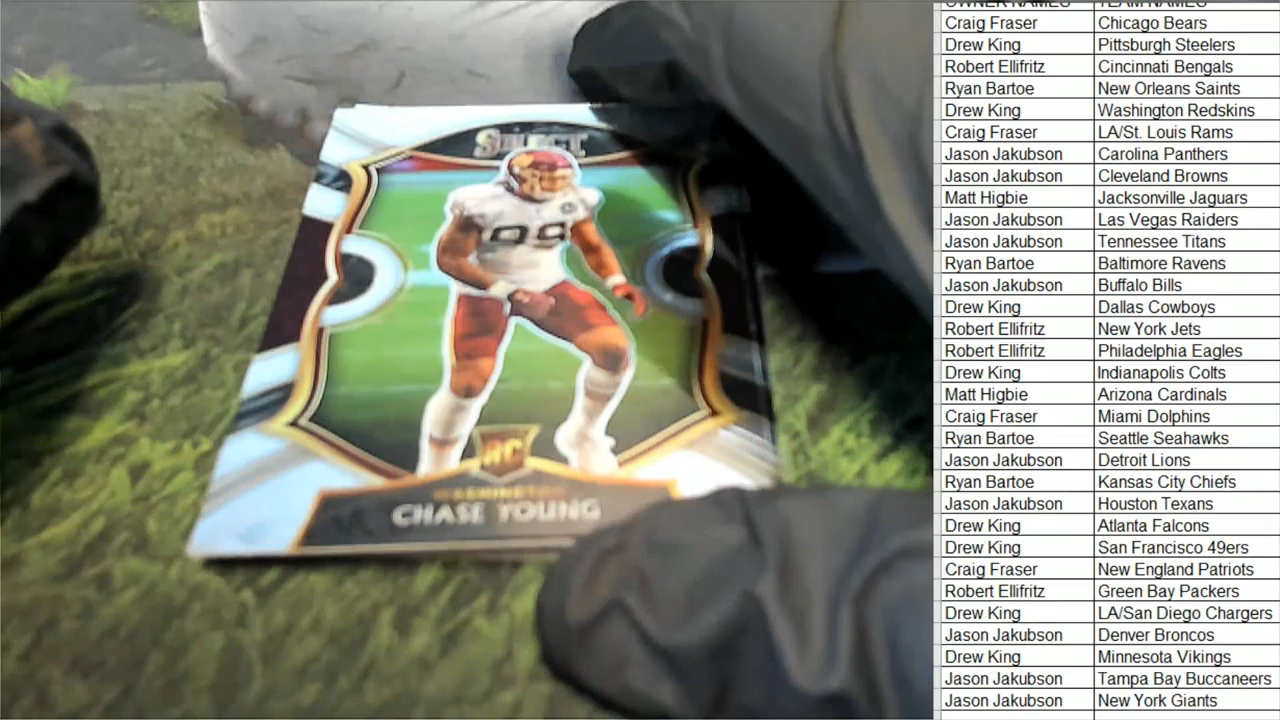 SELECT
99
RC
WASHINGTON
CHASE YOUNG
OWNER NAMES TEAM NAMES
Craig Fraser Chicago Bears
Drew King Pittsburgh Steelers
Robert Ellifritz Cincinnati Bengals
Ryan Bartoe New Orleans Saints
Drew King Washington Redskins
Craig Fraser LA/St. Louis Rams
Jason Jakubson Carolina Panthers
Jason Jakubson Cleveland Browns
Matt Higbie Jacksonville Jaguars
Jason Jakubson Las Vegas Raiders
Jason Jakubson Tennessee Titans
Ryan Bartoe Baltimore Ravens
Jason Jakubson Buffalo Bills
Drew King Dallas Cowboys
Robert Ellifritz New York Jets
Robert Ellifritz Philadelphia Eagles
Drew King Indianapolis Colts
Matt Higbie Arizona Cardinals
Craig Fraser Miami Dolphins
Ryan Bartoe Seattle Seahawks
Jason Jakubson Detroit Lions
Ryan Bartoe Kansas City Chiefs
Jason Jakubson Houston Texans
Drew King Atlanta Falcons
Drew King San Francisco 49ers
Craig Fraser New England Patriots
Robert Ellifritz Green Bay Packers
Drew King LA/San Diego Chargers
Jason Jakubson Denver Broncos
Drew King Minnesota Vikings
Jason Jakubson Tampa Bay Buccaneers
Jason Jakubson New York Giants